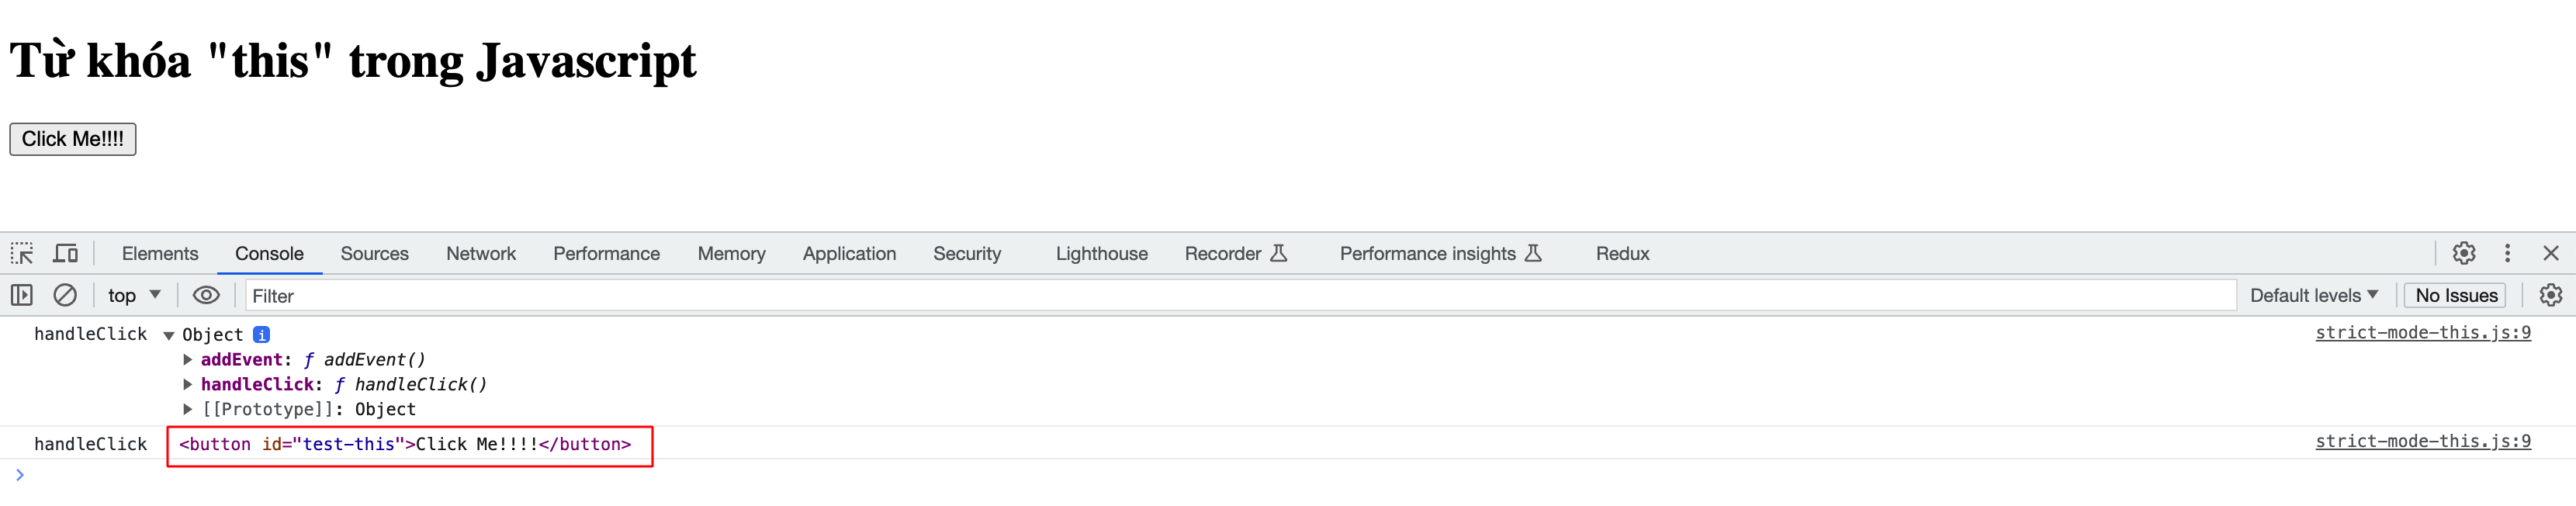 Từ khóa "this" trong Javascript
Click Me!!!!
Elements Console Sources Network Performance Memory Application Security Lighthouse Recorder Performance insights Redux
top Filter Default levels No Issues
handleClick Object i strict-mode-this.js:9
addEvent: ƒ addEvent()
handleClick: ƒ handleClick()
[[Prototype]]: Object
handleClick <button id="test-this">Click Me!!!!</button> strict-mode-this.js:9